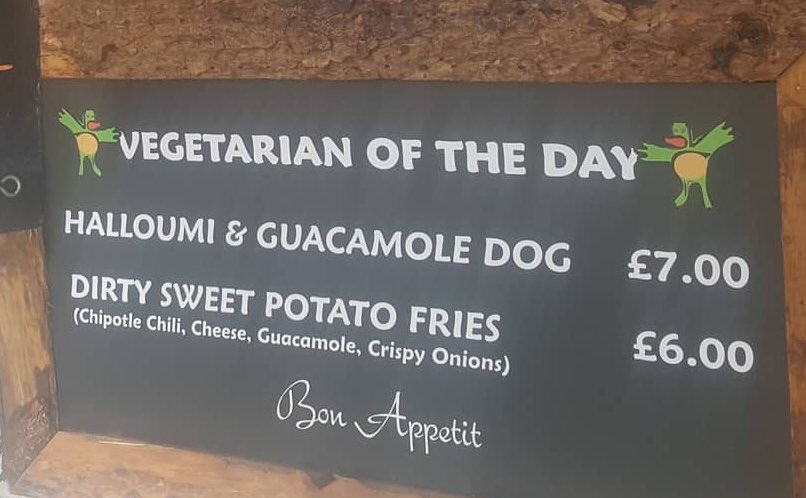 VEGETARIAN OF THE DAY
HALLOUMI & GUACAMOLE DOG £7.00
DIRTY SWEET POTATO FRIES £6.00
(Chipotle Chili, Cheese, Guacamole, Crispy Onions)
Bon Appetit